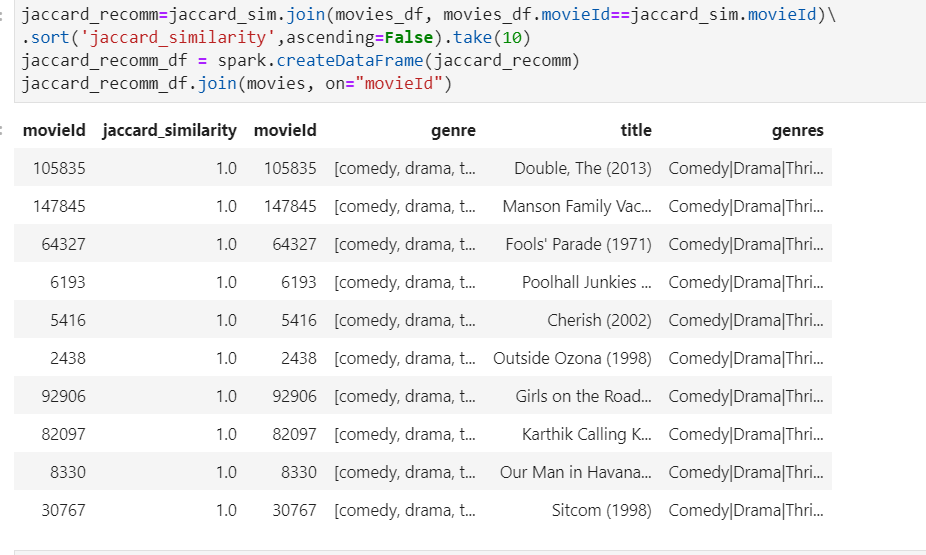 jaccard_recomm=jaccard_sim.join(movies_df, movies_df.movieId==jaccard_sim.movieId)\
.sort('jaccard_similarity',ascending=False).take(10)
jaccard_recomm_df = spark.createDataFrame(jaccard_recomm)
jaccard_recomm_df.join(movies, on="movieId")
movieId jaccard_similarity movieId genre title genres
105835 1.0 105835 [comedy, drama, t... Double, The (2013) Comedy|Drama|Thri...
147845 1.0 147845 [comedy, drama, t... Manson Family Vac... Comedy|Drama|Thri...
64327 1.0 64327 [comedy, drama, t... Fools' Parade (1971) Comedy|Drama|Thri...
6193 1.0 6193 [comedy, drama, t... Poolhall Junkies ... Comedy|Drama|Thri...
5416 1.0 5416 [comedy, drama, t... Cherish (2002) Comedy|Drama|Thri...
2438 1.0 2438 [comedy, drama, t... Outside Ozona (1998) Comedy|Drama|Thri...
92906 1.0 92906 [comedy, drama, t... Girls on the Road... Comedy|Drama|Thri...
82097 1.0 82097 [comedy, drama, t... Karthik Calling K... Comedy|Drama|Thri...
8330 1.0 8330 [comedy, drama, t... Our Man in Havana... Comedy|Drama|Thri...
30767 1.0 30767 [comedy, drama, t... Sitcom (1998) Comedy|Drama|Thri...